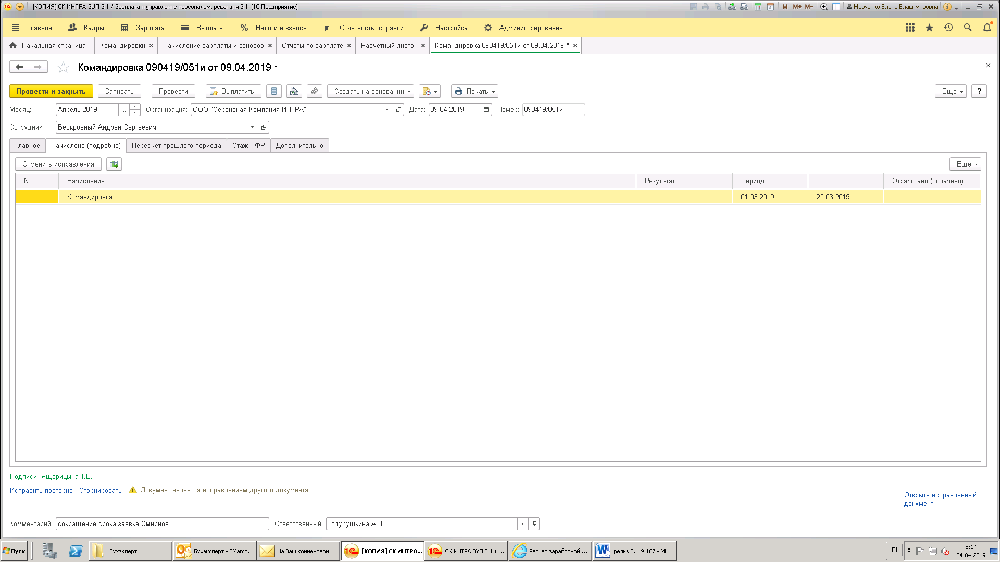 [КОПИЯ] СК ИНТРА ЗУП 3.1 / Зарплата и управление персоналом, редакция 3.1 (1С:Предприятие) M M+ M- Марченко Елена Владимировна
Главное Кадры Зарплата Выплаты Налоги и взносы Отчетность, справки Настройка Администрирование
Начальная страница Командировки × Начисление зарплаты и взносов × Отчеты по зарплате × Расчетный листок × Командировка 090419/051и от 09.04.2019 * ×
Командировка 090419/051и от 09.04.2019 *
Провести и закрыть Записать Провести Выплатить Создать на основании Печать Еще ?
Месяц: Апрель 2019 ... Организация: ООО "Сервисная Компания ИНТРА" Дата: 09.04.2019 Номер: 090419/051и
Сотрудник: Бескровный Андрей Сергеевич
Главное Начислено (подробно) Пересчет прошлого периода Стаж ПФР Дополнительно
Отменить исправления Еще
N Начисление Результат Период Отработано (оплачено)
1 Командировка 01.03.2019 22.03.2019
Подписи: Ящерицына Т.Б.
Исправить повторно Сторнировать Документ является исправлением другого документа
Открыть исправленный
документ
Комментарий: сокращение срока заявка Смирнов Ответственный: Голубушкина А. Л.
Пуск Бухэкперт Бухэксперт - EMarch... На Ваш комментари... [КОПИЯ] СК ИНТРА... СК ИНТРА ЗУП 3.1 / ... Расчет заработной ... релиз 3.1.9.187 - Mi... RU 8:14
24.04.2019